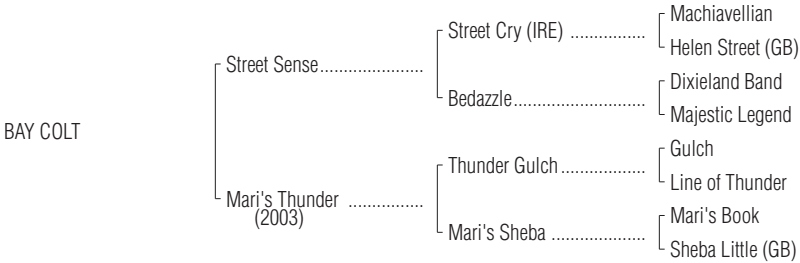 Machiavellian
Street Cry (IRE) ................
Helen Street (GB)
Street Sense......................
Dixieland Band
Bedazzle............................
Majestic Legend
BAY COLT
Gulch
Thunder Gulch..................
Line of Thunder
Mari's Thunder ................
(2003)
Mari's Book
Mari's Sheba ....................
Sheba Little (GB)